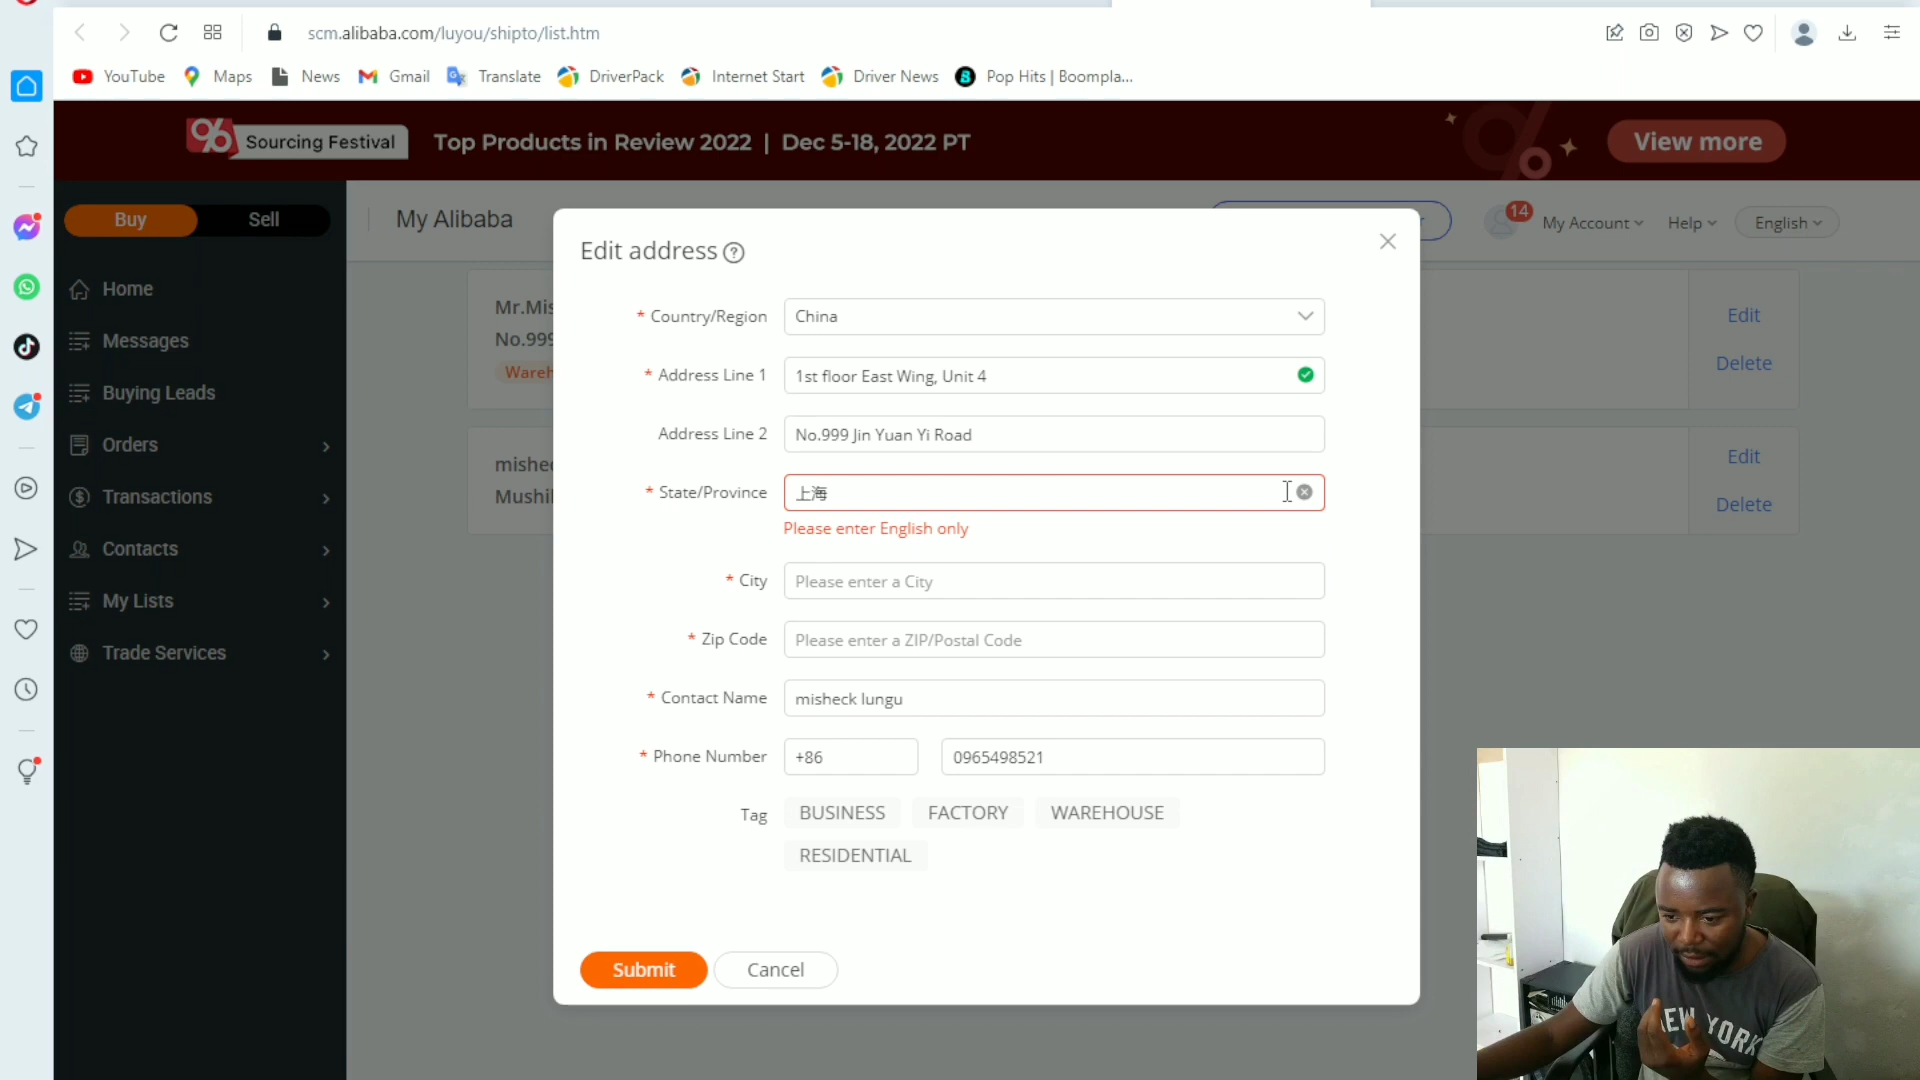 scm.alibaba.com/luyou/shipto/list.htm
YouTube Maps News Gmail Translate DriverPack Internet Start Driver News Pop Hits | Boompla...
Sourcing Festival Top Products in Review 2022 | Dec 5-18, 2022 PT View more
Buy Sell
My Alibaba
14 My Account Help English
Home
Messages
Buying Leads
Orders
Transactions
Contacts
My Lists
Trade Services
Mr.Mis
No.999
Wareh
Edit
Delete
mishe
Mushil
Edit
Delete
Edit address ?
* Country/Region China
* Address Line 1 1st floor East Wing, Unit 4
Address Line 2 No.999 Jin Yuan Yi Road
* State/Province 上海
Please enter English only
* City Please enter a City
* Zip Code Please enter a ZIP/Postal Code
* Contact Name misheck lungu
* Phone Number +86 0965498521
Tag BUSINESS FACTORY WAREHOUSE
RESIDENTIAL
Submit Cancel
NEW YORK